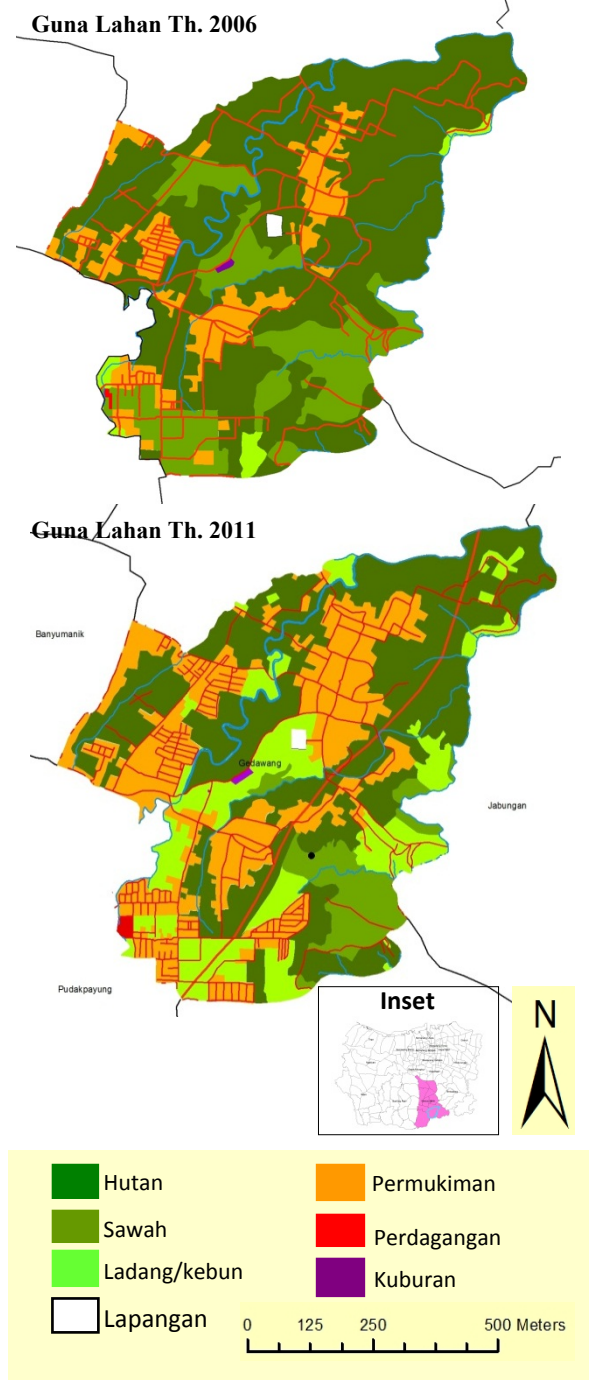 Guna Lahan Th. 2006
Guna Lahan Th. 2011
Banyumanik
Gedawang
Jabungan
Pudakpayung
Inset
N
Hutan
Permukiman
Sawah
Perdagangan
Ladang/kebun
Kuburan
Lapangan
0 125 250 500 Meters